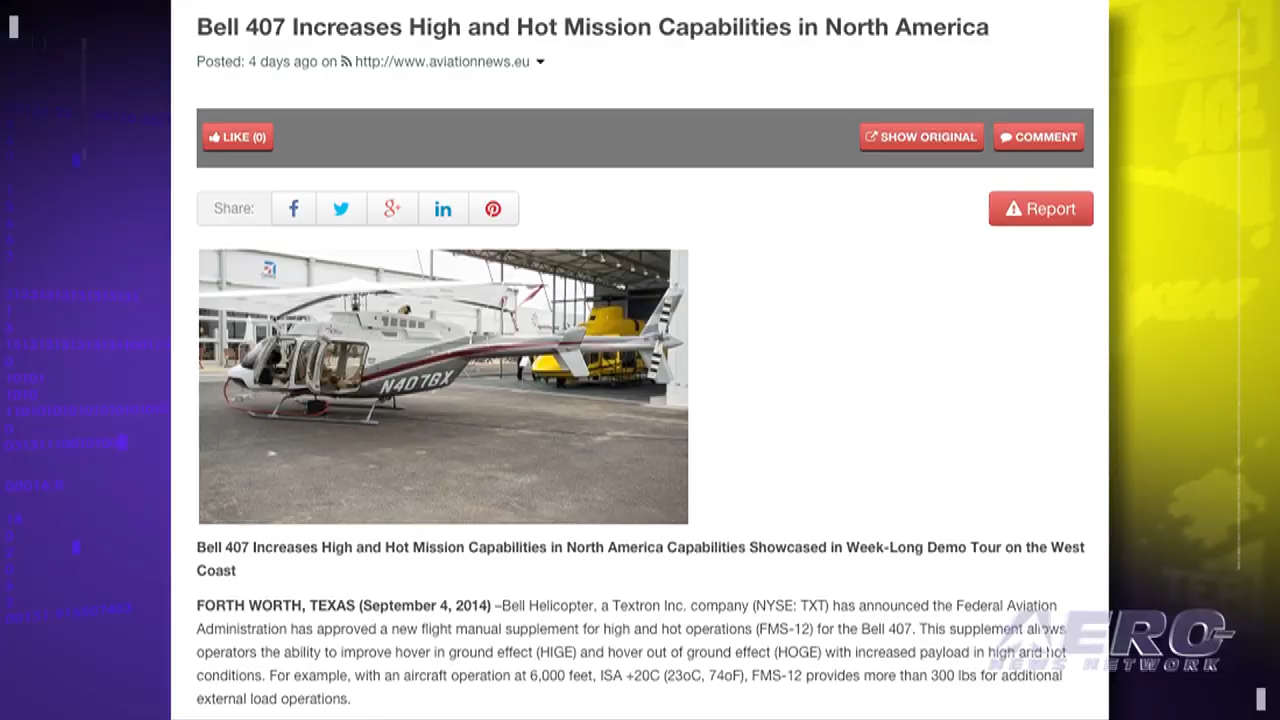 Bell 407 Increases High and Hot Mission Capabilities in North America
Posted: 4 days ago on http://www.aviationnews.eu
LIKE (0)
SHOW ORIGINAL
COMMENT
Share:
Report
N407GX
Bell 407 Increases High and Hot Mission Capabilities in North America Capabilities Showcased in Week-Long Demo Tour on the West
Coast
FORTH WORTH, TEXAS (September 4, 2014) –Bell Helicopter, a Textron Inc. company (NYSE: TXT) has announced the Federal Aviation
Administration has approved a new flight manual supplement for high and hot operations (FMS-12) for the Bell 407. This supplement allows
operators the ability to improve hover in ground effect (HIGE) and hover out of ground effect (HOGE) with increased payload in high and hot
conditions. For example, with an aircraft operation at 6,000 feet, ISA +20C (23oC, 74oF), FMS-12 provides more than 300 lbs for additional
external load operations.
AERO-
NEWS NETWORK